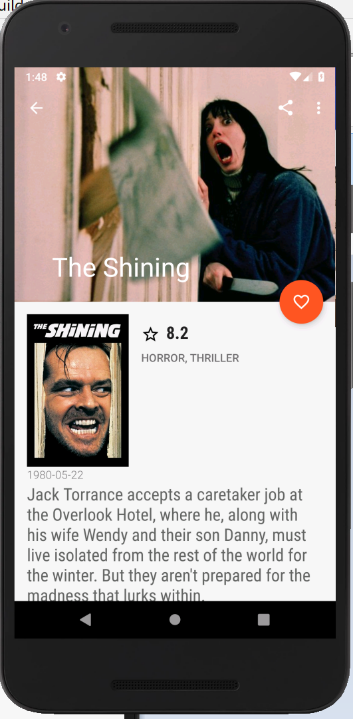 1:48
The Shining
THE SHiNiNG
8.2
HORROR, THRILLER
1980-05-22
Jack Torrance accepts a caretaker job at
the Overlook Hotel, where he, along with
his wife Wendy and their son Danny, must
live isolated from the rest of the world for
the winter. But they aren't prepared for the
madness that lurks within.